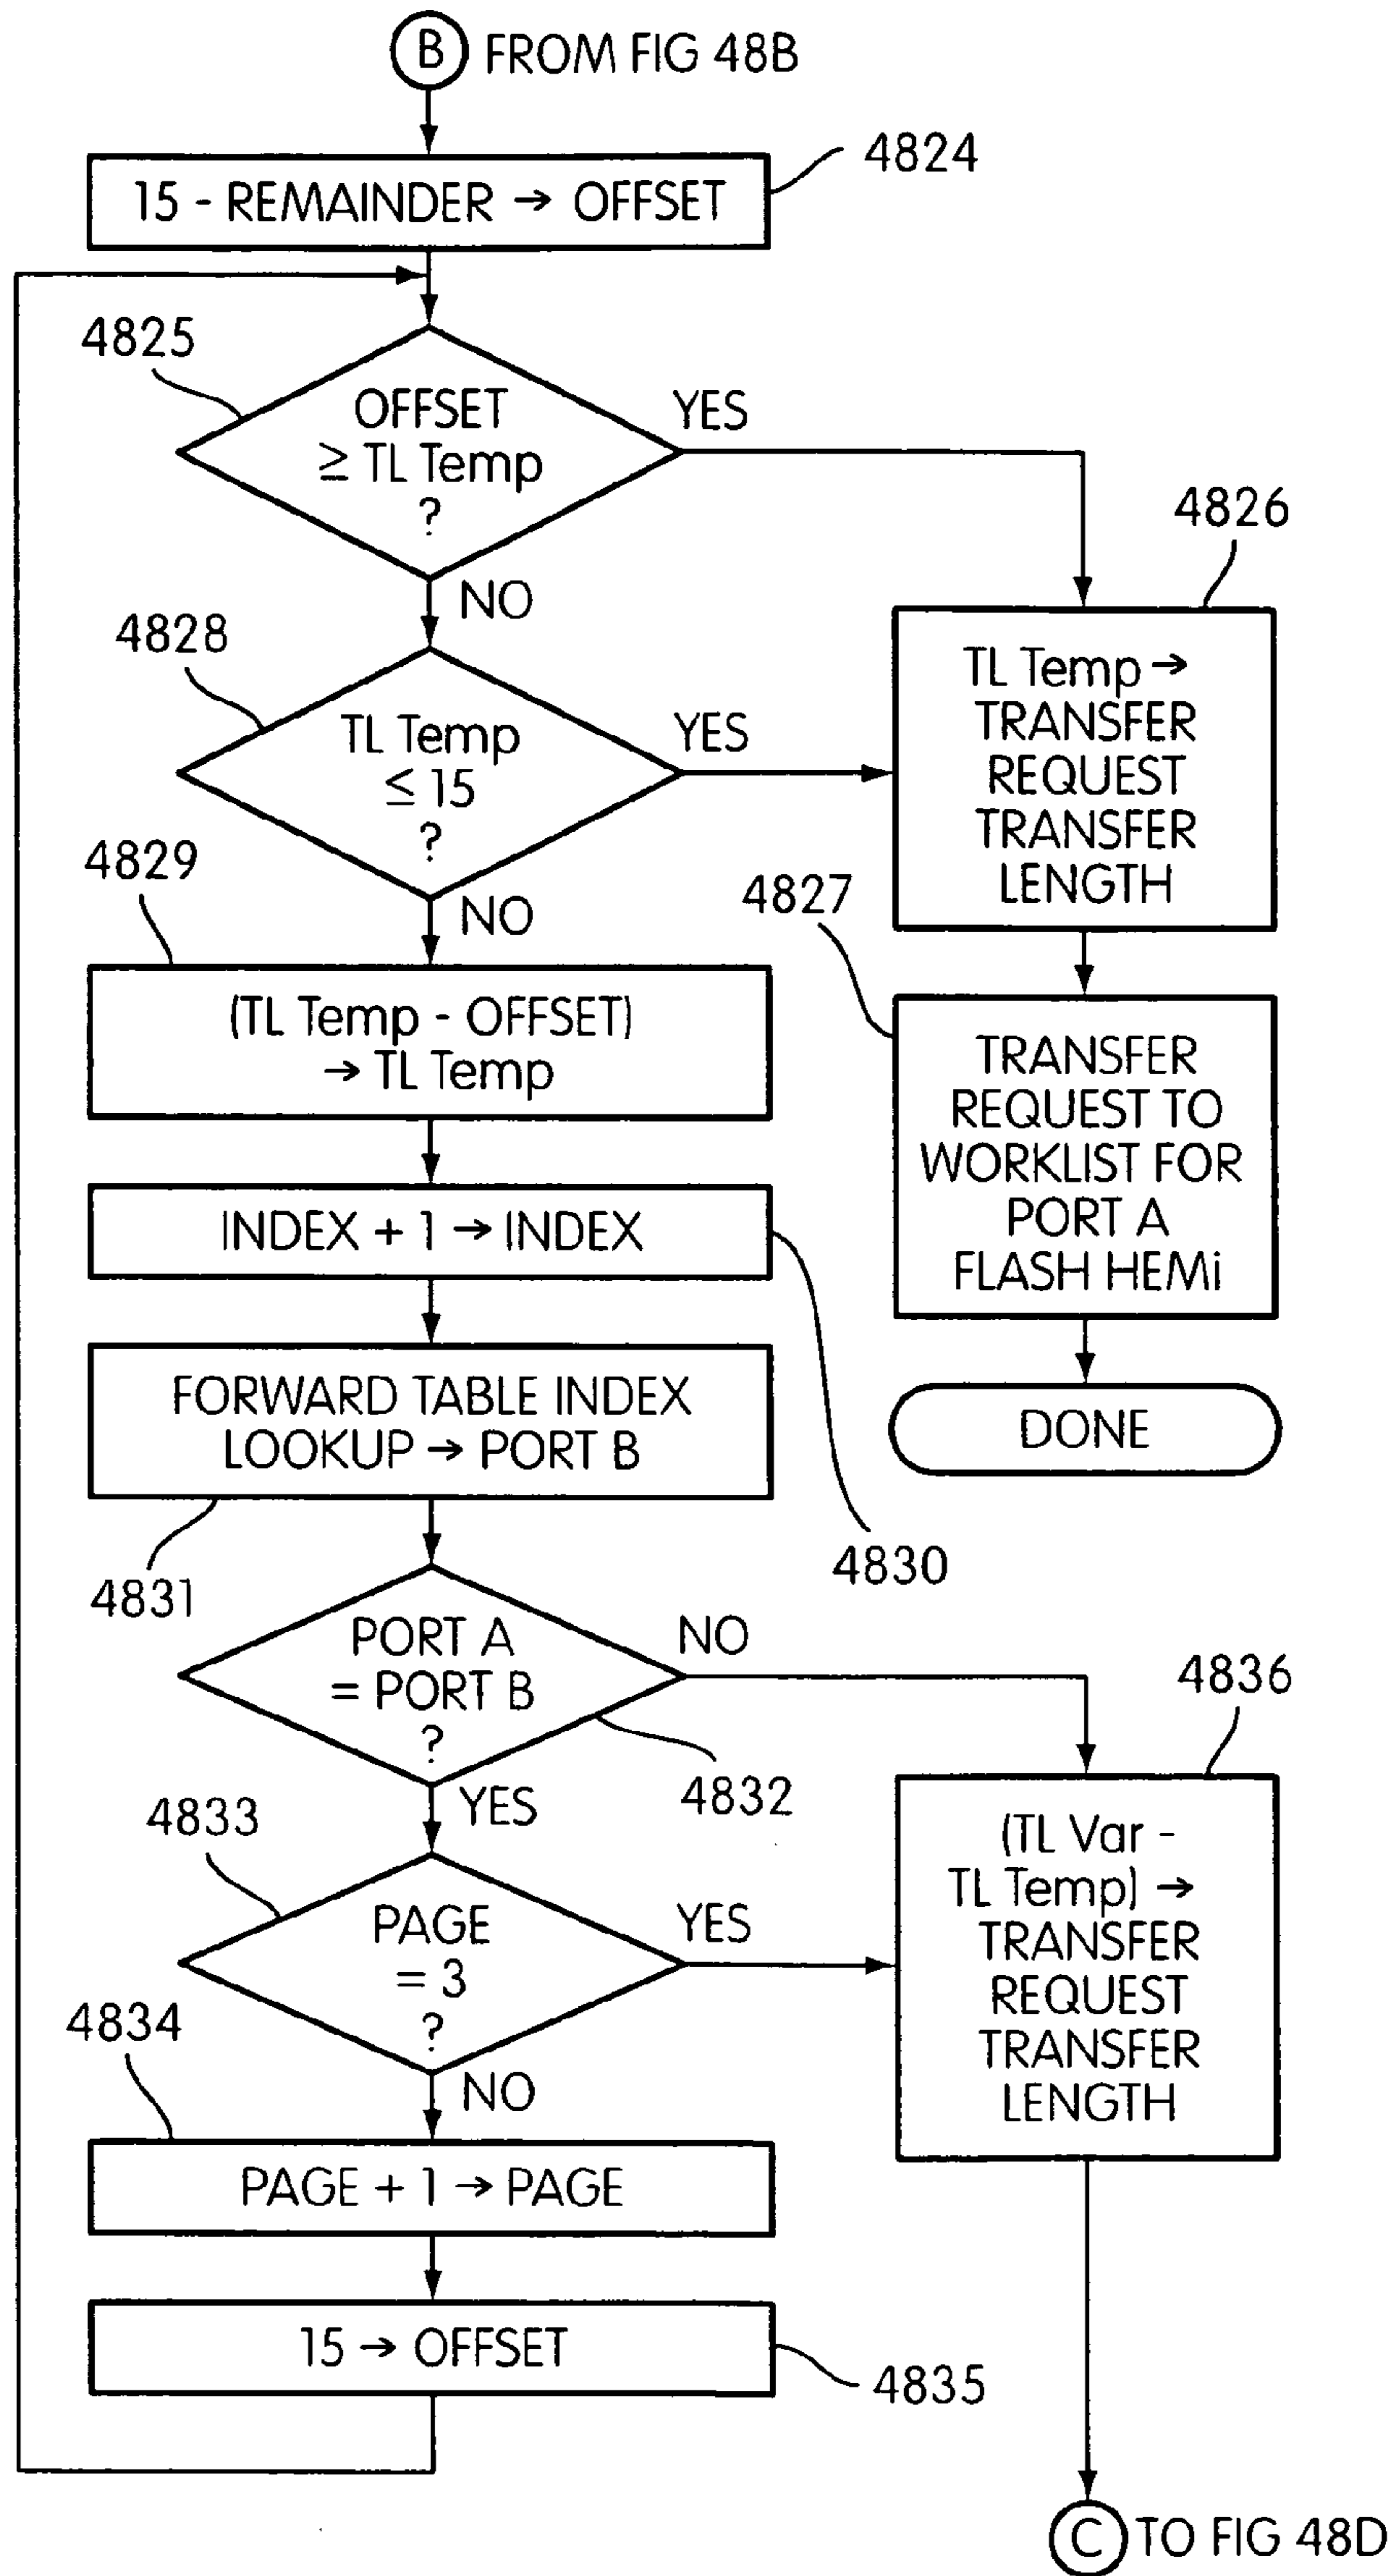 B FROM FIG 48B
4824
15 - REMAINDER → OFFSET
4825
OFFSET
≥ TL Temp
?
YES
NO
4826
TL Temp →
TRANSFER
REQUEST
TRANSFER
LENGTH
4828
TL Temp
≤ 15
?
YES
NO
4827
TRANSFER
REQUEST TO
WORKLIST FOR
PORT A
FLASH HEMi
DONE
4829
(TL Temp - OFFSET)
→ TL Temp
INDEX + 1 → INDEX
4830
FORWARD TABLE INDEX
LOOKUP → PORT B
4831
PORT A
= PORT B
?
NO
4832
YES
4836
(TL Var -
TL Temp) →
TRANSFER
REQUEST
TRANSFER
LENGTH
4833
PAGE
= 3
?
YES
NO
4834
PAGE + 1 → PAGE
15 → OFFSET
4835
C TO FIG 48D